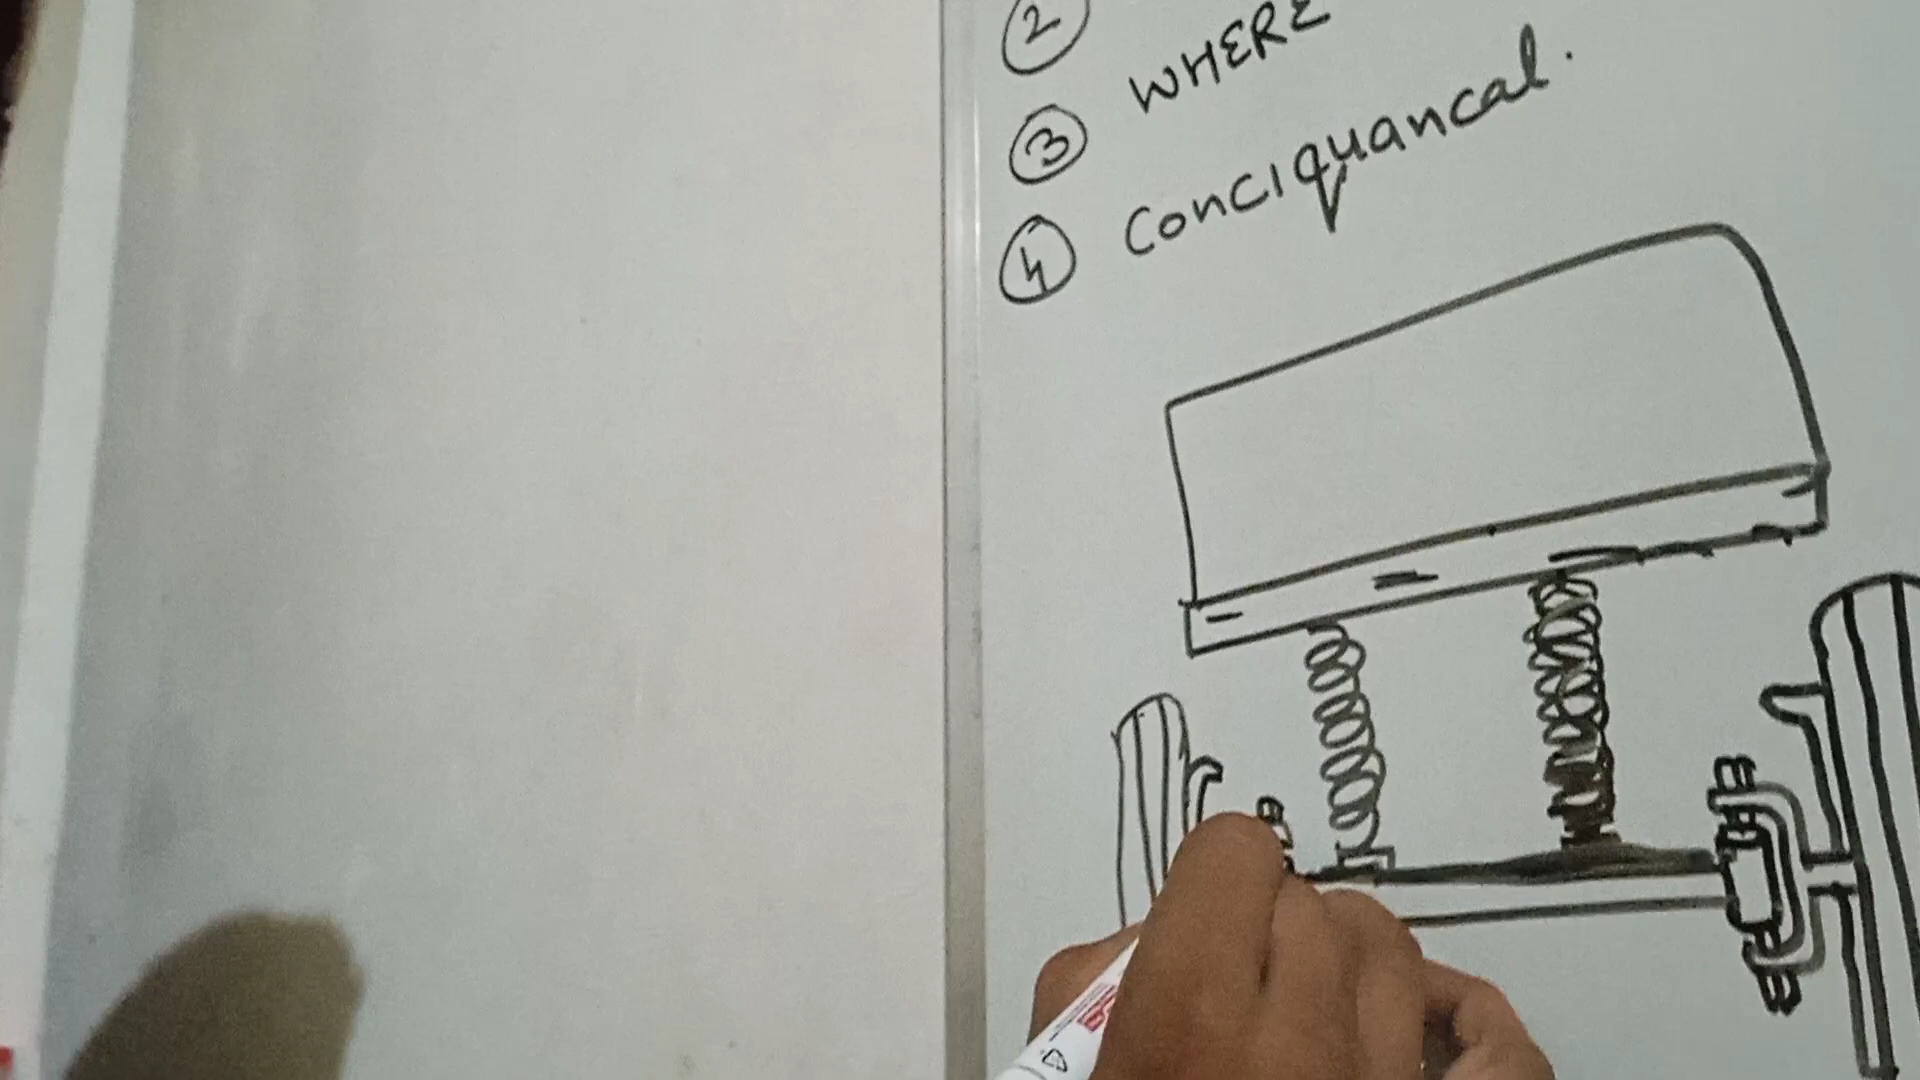 ②
③ WHERE
④ Conciquancal.